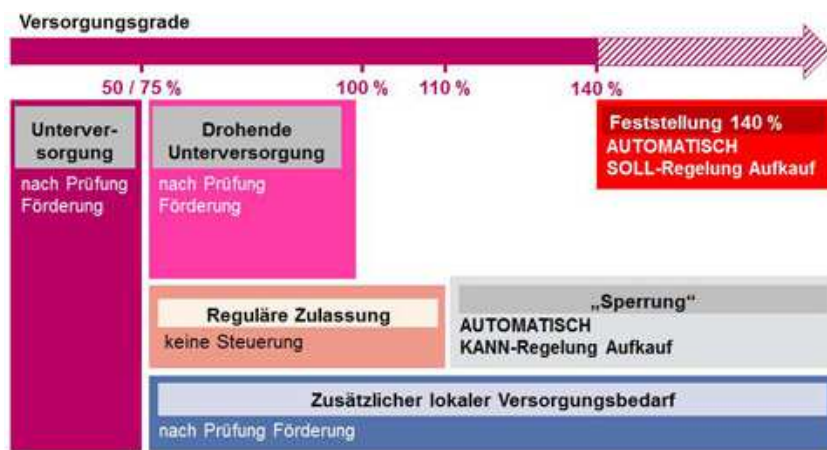 Versorgungsgrade
50 / 75 %
100 %
110 %
140 %
Unterver-
sorgung
nach Prüfung
Förderung
Drohende
Unterversorgung
nach Prüfung
Förderung
Feststellung 140 %
AUTOMATISCH
SOLL-Regelung Aufkauf
Reguläre Zulassung
keine Steuerung
„Sperrung“
AUTOMATISCH
KANN-Regelung Aufkauf
Zusätzlicher lokaler Versorgungsbedarf
nach Prüfung Förderung